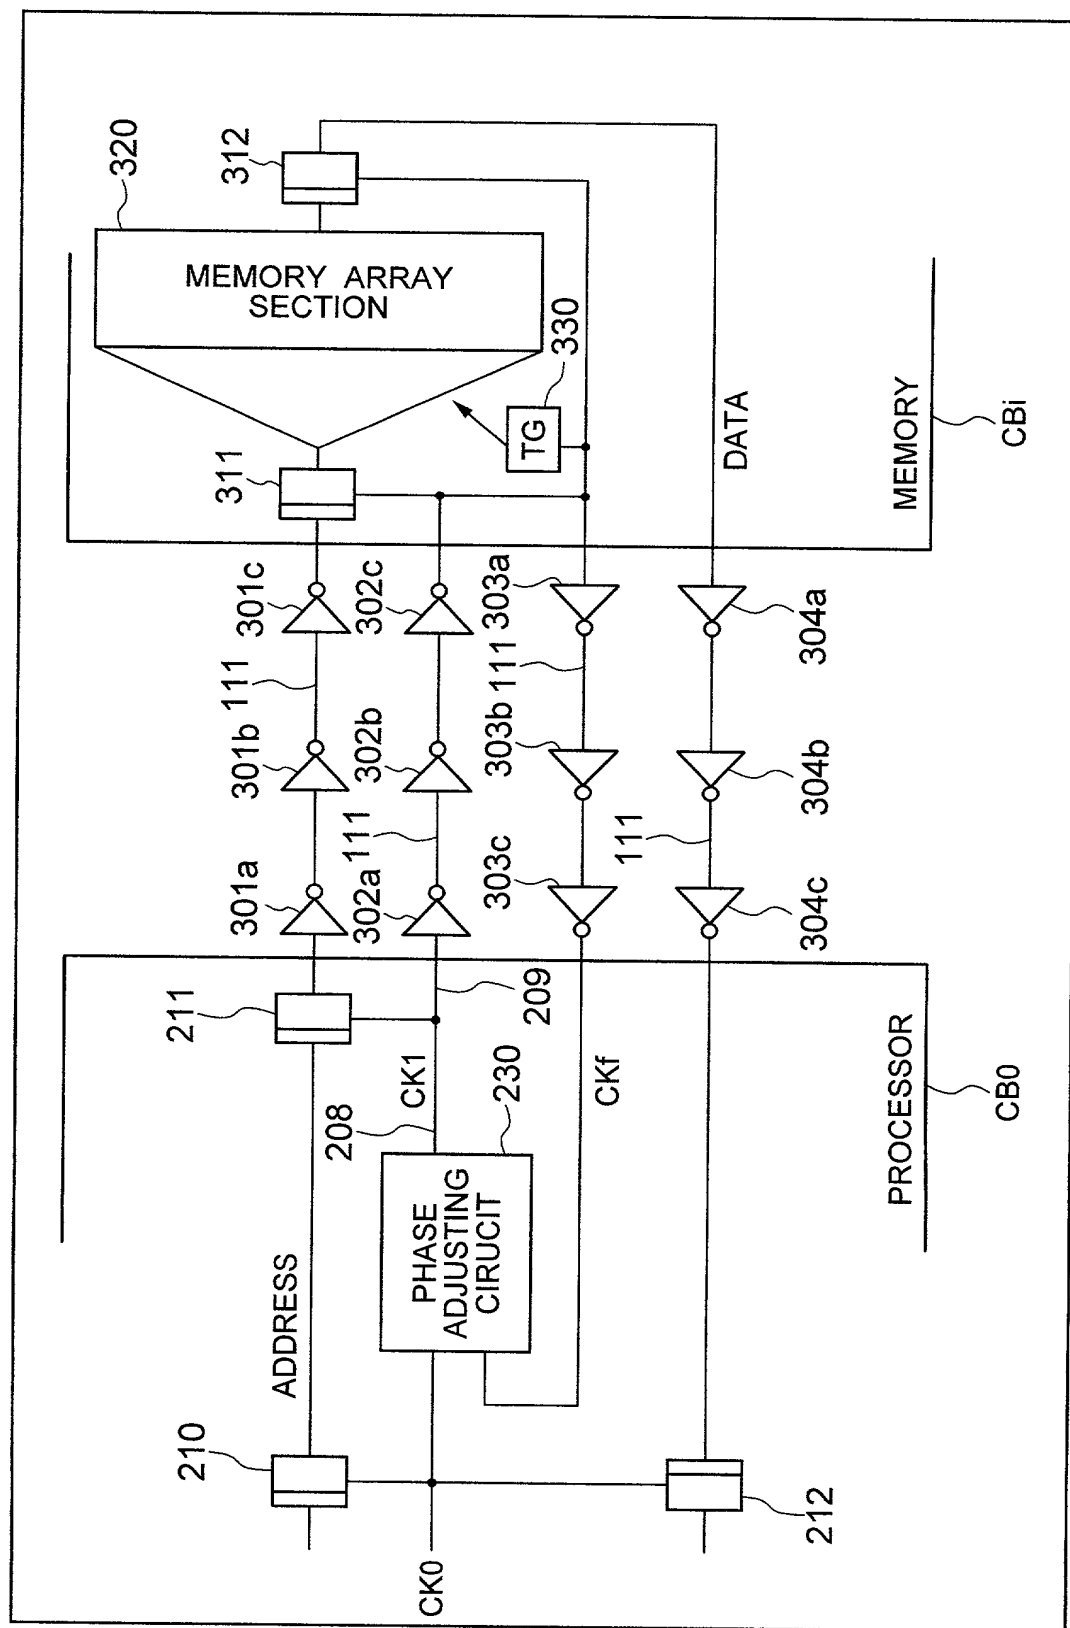 320
312
MEMORY ARRAY
SECTION
330
TG
311
DATA
MEMORY
CBi
301c
302c
303a
304a
111
111
301b
302b
303b
304b
111
111
301a
302a
303c
304c
211
209
CK1
208
230
CKf
PHASE
ADJUSTING
CIRUCIT
PROCESSOR
CB0
ADDRESS
210
CK0
212